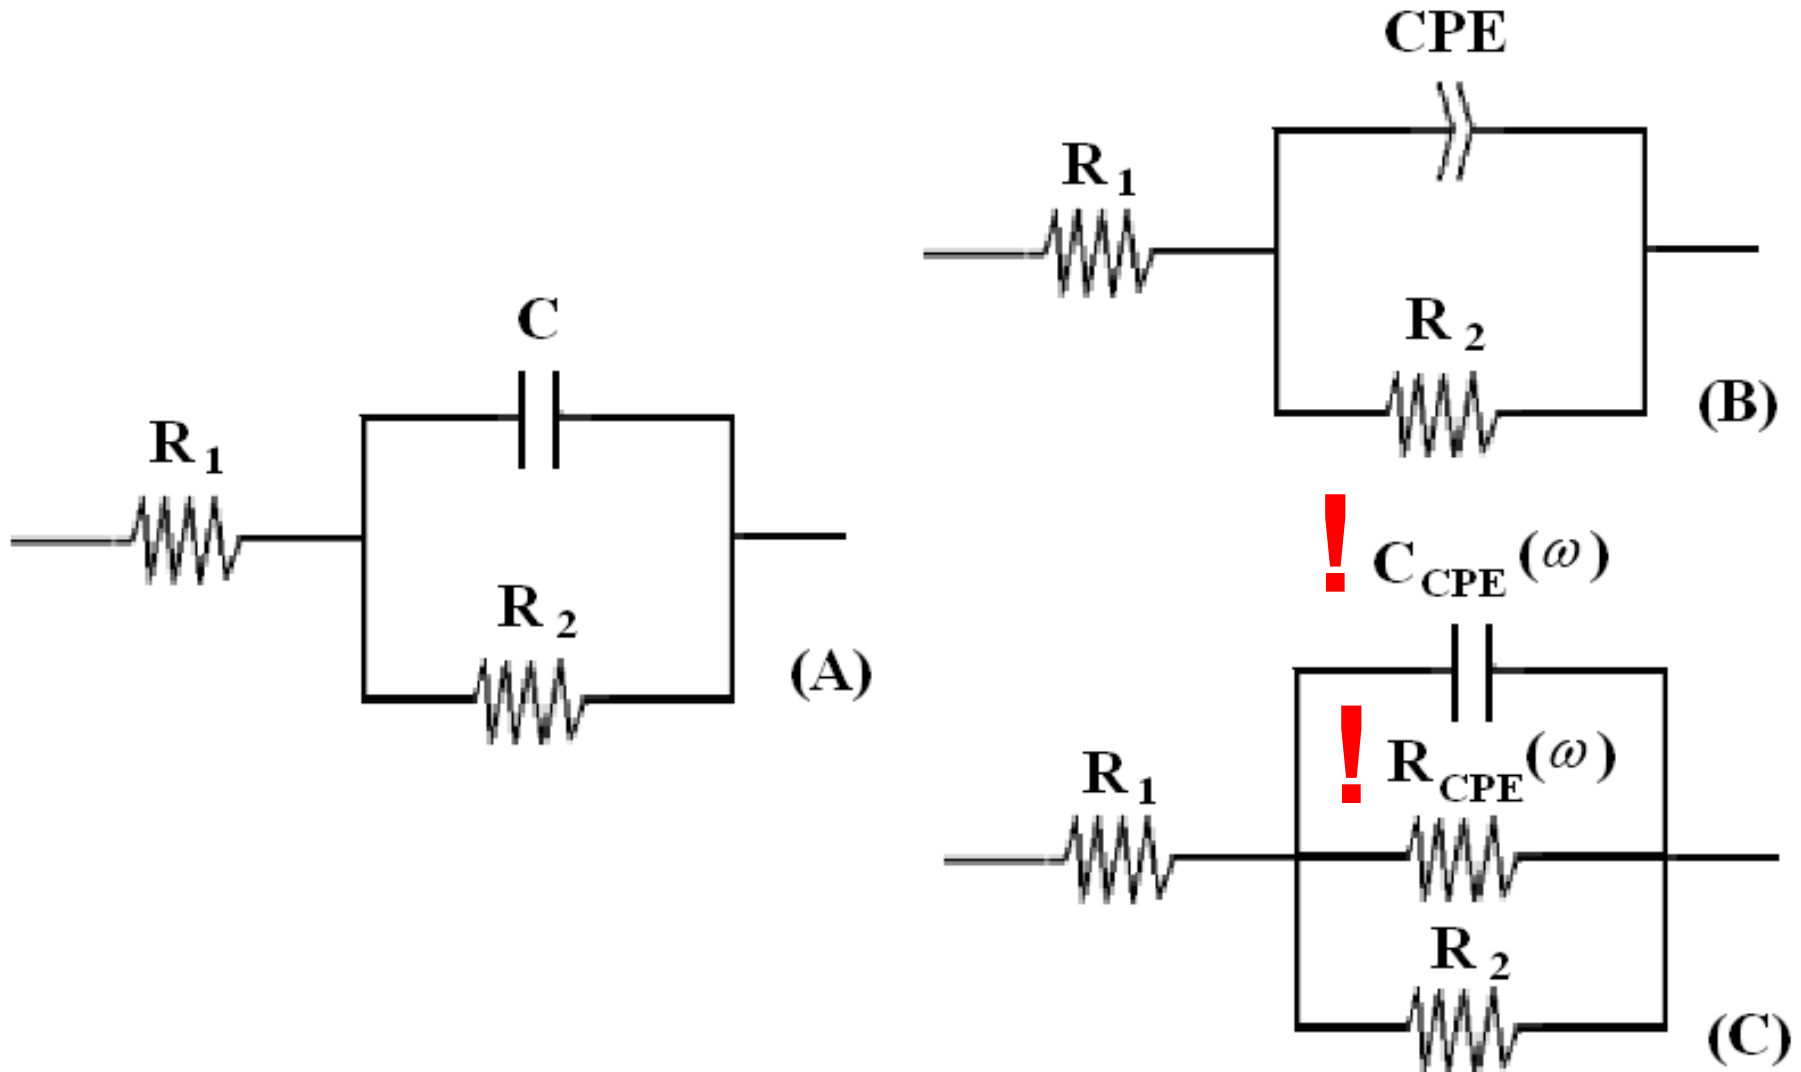 C
R1
R2
(A)
CPE
R1
R2
(B)
! CCPE(ω)
! RCPE(ω)
R1
R2
(C)